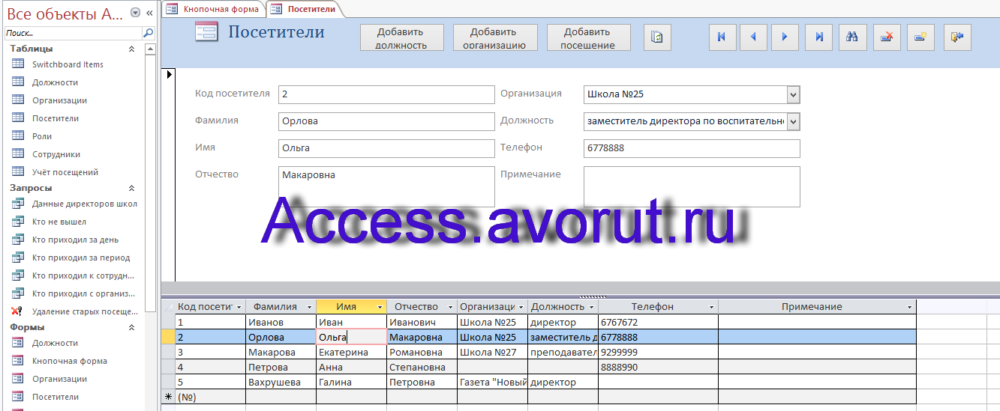 Все объекты A...
Поиск...
Таблицы
Switchboard Items
Должности
Организации
Посетители
Роли
Сотрудники
Учёт посещений
Запросы
Данные директоров школ
Кто не вышел
Кто приходил за день
Кто приходил за период
Кто приходил к сотрудн...
Кто приходил с организ...
Удаление старых посеще...
Формы
Должности
Кнопочная форма
Организации
Посетители
Кнопочная форма Посетители
Посетители
Добавить должность
Добавить организацию
Добавить посещение
Код посетителя 2 Организация Школа №25
Фамилия Орлова Должность заместитель директора по воспитательно
Имя Ольга Телефон 6778888
Отчество Макаровна Примечание
Access.avorut.ru
Код посети Фамилия Имя Отчество Организаци Должность Телефон Примечание
1 Иванов Иван Иванович Школа №25 директор 6767672
2 Орлова Ольга Макаровна Школа №25 заместитель д 6778888
3 Макарова Екатерина Романовна Школа №27 преподавател 9299999
4 Петрова Анна Степановна 8888990
5 Вахрушева Галина Петровна Газета "Новый директор
(№)